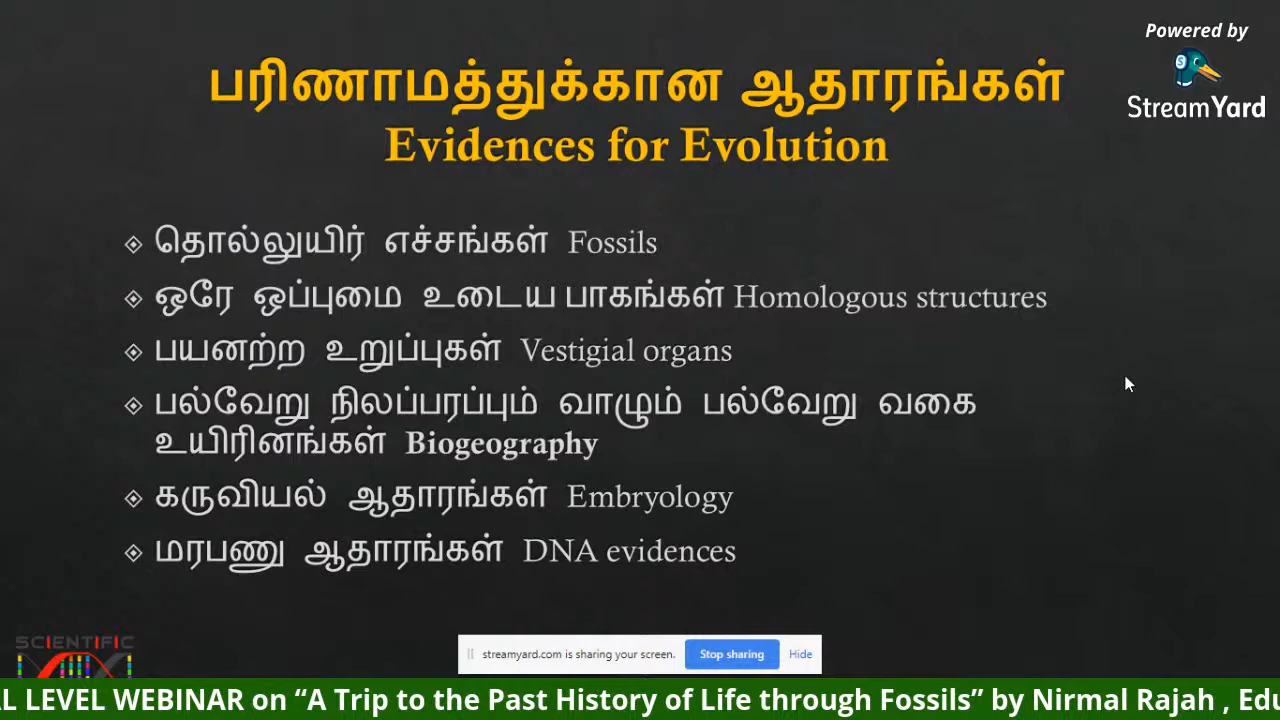 Powered by
StreamYard
பரிணாமத்துக்கான ஆதாரங்கள்
Evidences for Evolution
தொல்லுயிர் எச்சங்கள் Fossils
ஒரே ஒப்புமை உடைய பாகங்கள் Homologous structures
பயனற்ற உறுப்புகள் Vestigial organs
பல்வேறு நிலப்பரப்பும் வாழும் பல்வேறு வகை
உயிரினங்கள் Biogeography
கருவியல் ஆதாரங்கள் Embryology
மரபணு ஆதாரங்கள் DNA evidences
SCIENTIFIC
streamyard.com is sharing your screen. Stop sharing Hide
AL LEVEL WEBINAR on “A Trip to the Past History of Life through Fossils” by Nirmal Rajah , Edu